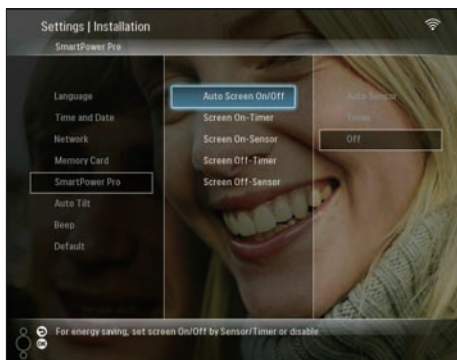 Settings | Installation
SmartPower Pro
Language
Time and Date
Network
Memory Card
SmartPower Pro
Auto Tilt
Beep
Default
Auto Screen On/Off
Screen On-Timer
Screen On-Sensor
Screen Off-Timer
Screen Off-Sensor
Auto Sensor
Timer
Off
For energy saving, set screen On/Off by Sensor/Timer or disable.
OK